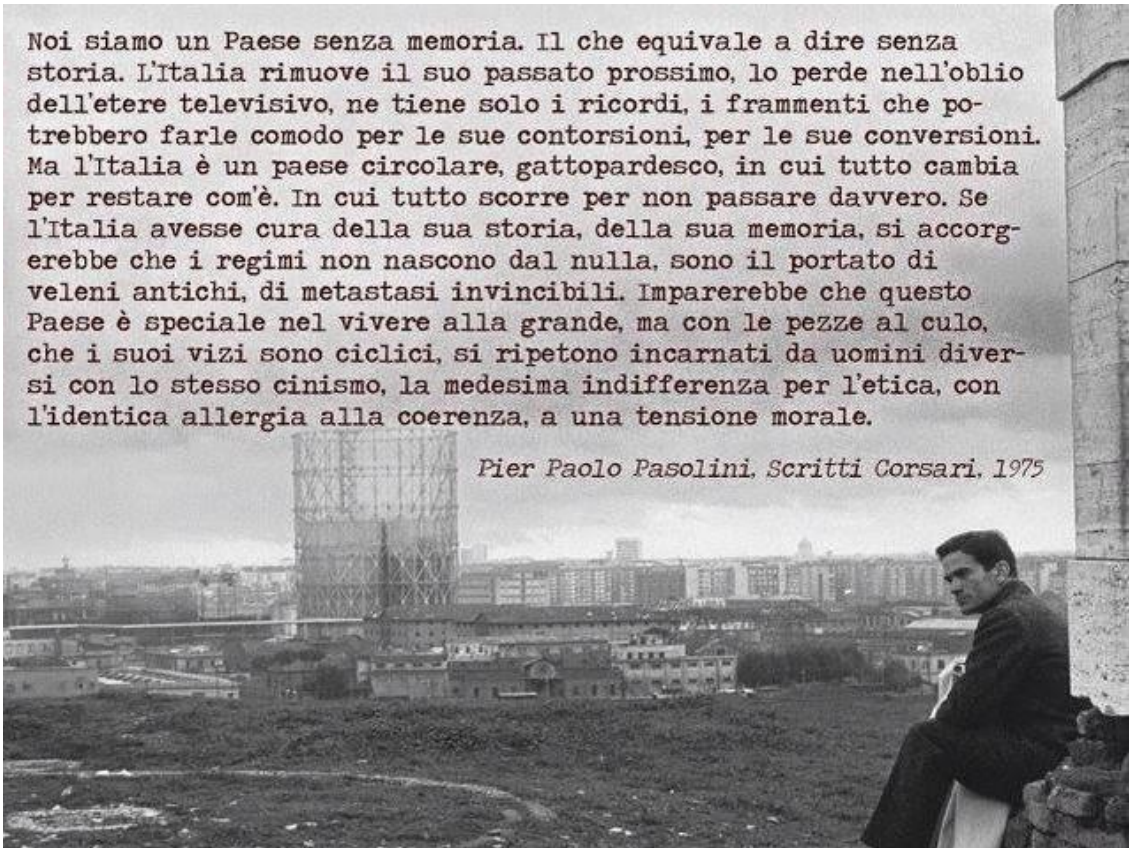 Noi siamo un Paese senza memoria. Il che equivale a dire senza
storia. L'Italia rimuove il suo passato prossimo, lo perde nell'oblio
dell'etere televisivo, ne tiene solo i ricordi, i frammenti che po-
trebbero farle comodo per le sue contorsioni, per le sue conversioni.
Ma l'Italia è un paese circolare, gattopardesco, in cui tutto cambia
per restare com'è. In cui tutto scorre per non passare davvero. Se
l'Italia avesse cura della sua storia, della sua memoria, si accorg-
erebbe che i regimi non nascono dal nulla, sono il portato di
veleni antichi, di metastasi invincibili. Imparerebbe che questo
Paese è speciale nel vivere alla grande, ma con le pezze al culo,
che i suoi vizi sono ciclici, si ripetono incarnati da uomini diver-
si con lo stesso cinismo, la medesima indifferenza per l'etica, con
l'identica allergia alla coerenza, a una tensione morale.
Pier Paolo Pasolini, Scritti Corsari, 1975